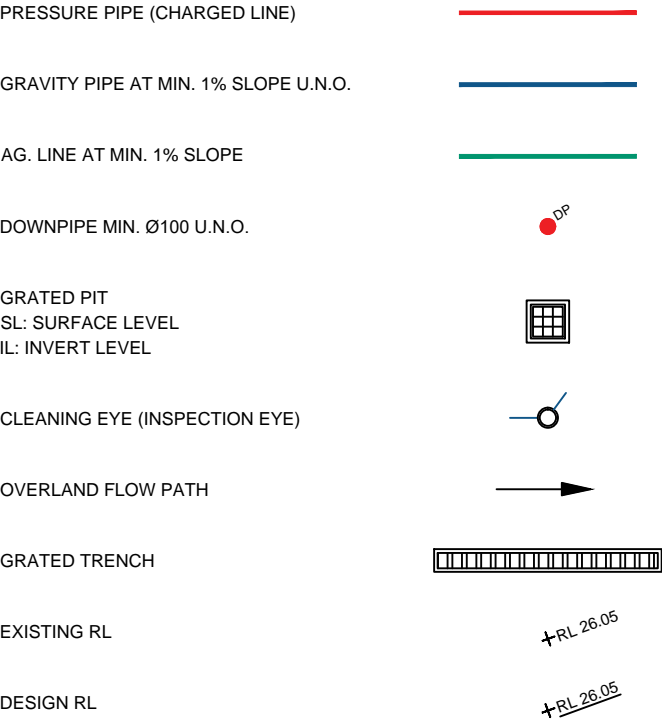 PRESSURE PIPE (CHARGED LINE)
GRAVITY PIPE AT MIN. 1% SLOPE U.N.O.
AG. LINE AT MIN. 1% SLOPE
DOWNPIPE MIN. Ø100 U.N.O.
DP
GRATED PIT
SL: SURFACE LEVEL
IL: INVERT LEVEL
CLEANING EYE (INSPECTION EYE)
OVERLAND FLOW PATH
GRATED TRENCH
EXISTING RL
RL 26.05
DESIGN RL
RL 26.05